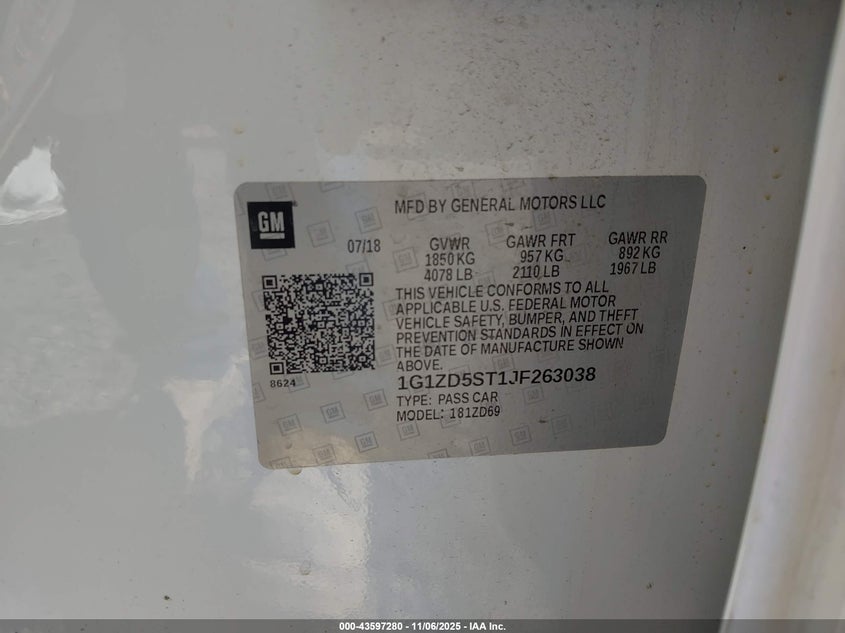 GM
MFD BY GENERAL MOTORS LLC
07/18
GVWR
1850 KG
4078 LB
GAWR FRT
957 KG
2110 LB
GAWR RR
892 KG
1967 LB
THIS VEHICLE CONFORMS TO ALL
APPLICABLE U.S. FEDERAL MOTOR
VEHICLE SAFETY, BUMPER, AND THEFT
PREVENTION STANDARDS IN EFFECT ON
THE DATE OF MANUFACTURE SHOWN
ABOVE.
8624
1G1ZD5ST1JF263038
TYPE: PASS CAR
MODEL: 181ZD69
000-43597280 - 11/06/2025 - IAA Inc.